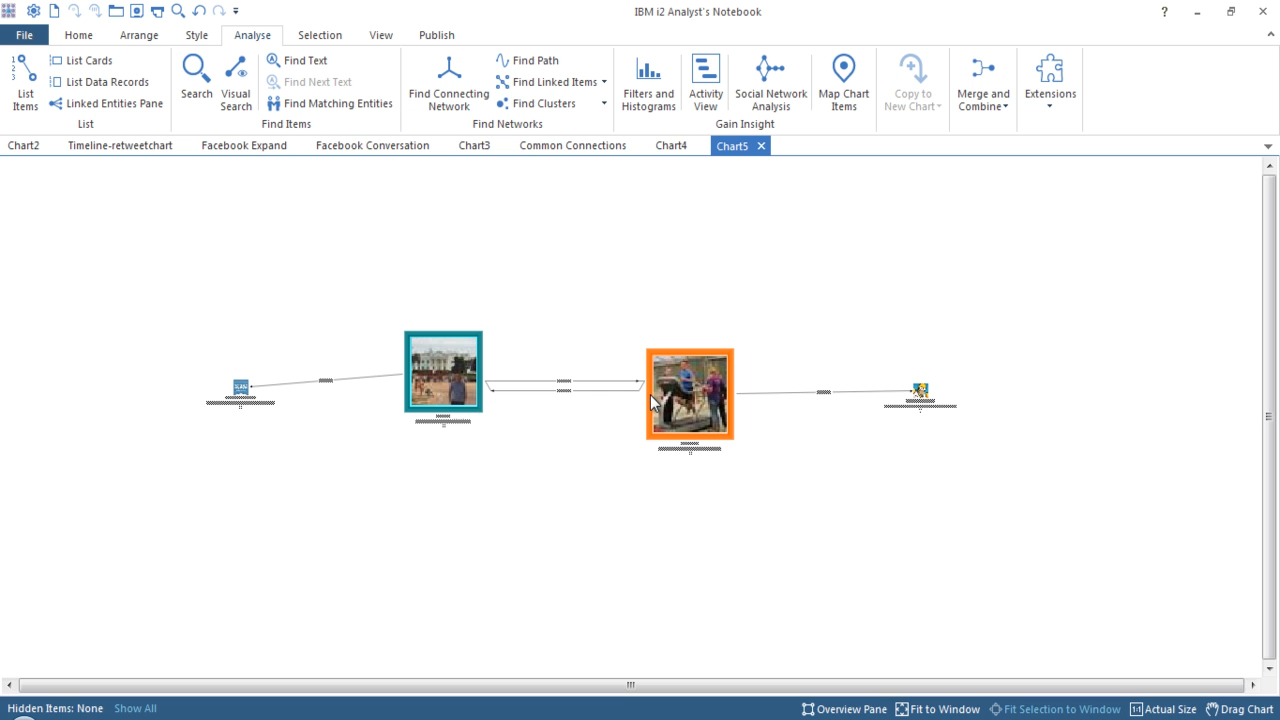 IBM i2 Analyst's Notebook
File Home Arrange Style Analyse Selection View Publish
List Items
List Cards
List Data Records
Linked Entities Pane
List
Search
Visual Search
Find Text
Find Next Text
Find Matching Entities
Find Items
Find Connecting Network
Find Path
Find Linked Items
Find Clusters
Find Networks
Filters and Histograms
Activity View
Social Network Analysis
Map Chart Items
Gain Insight
Copy to New Chart
Merge and Combine
Extensions
Chart2 Timeline-retweetchart Facebook Expand Facebook Conversation Chart3 Common Connections Chart4 Chart5
Hidden Items: None Show All Overview Pane Fit to Window Fit Selection to Window Actual Size Drag Chart